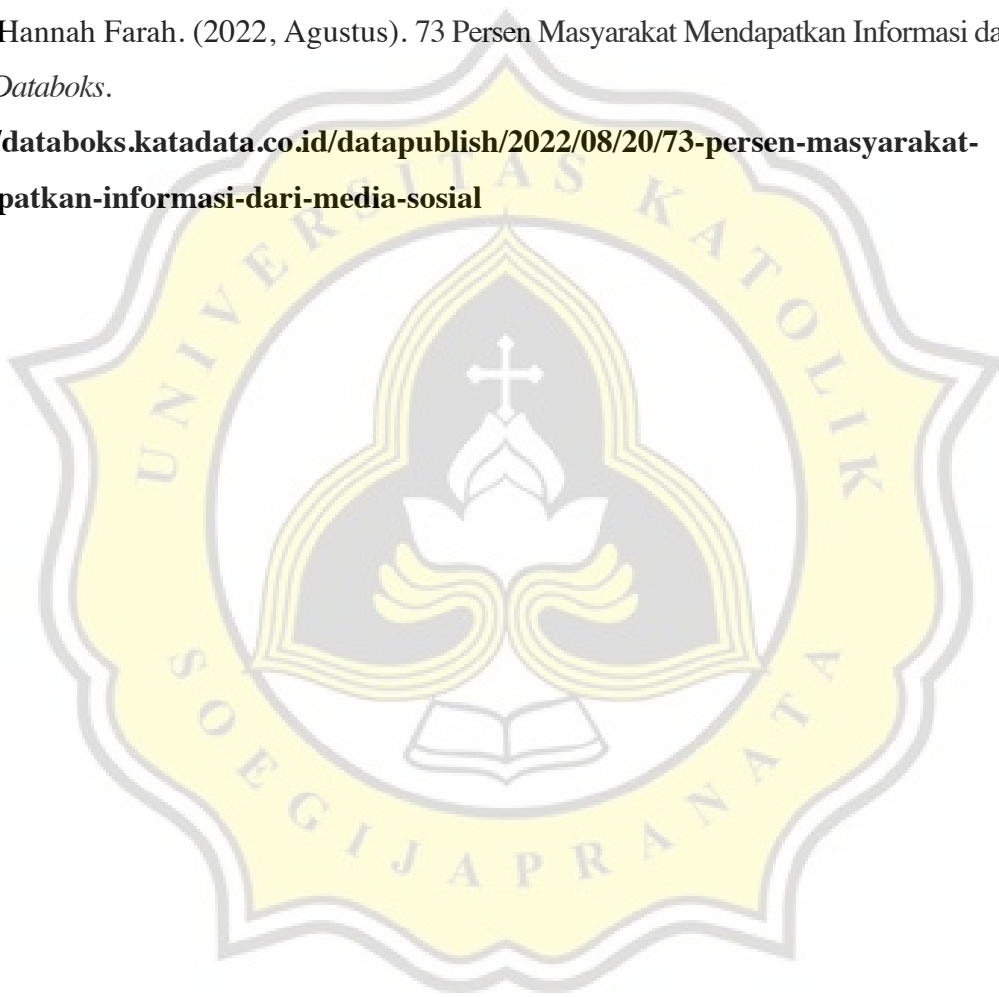 Hannah Farah. (2022, Agustus). 73 Persen Masyarakat Mendapatkan Informasi da
Databoks.
/databoks.katadata.co.id/datapublish/2022/08/20/73-persen-masyarakat-
patkan-informasi-dari-media-sosial
UNIVERSITAS KATOLIK
SOEGIJAPRANATA